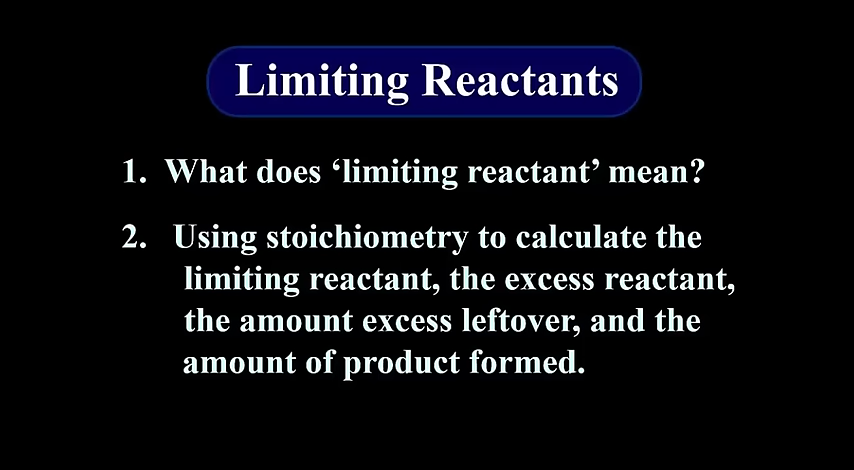 Limiting Reactants
1. What does ‘limiting reactant’ mean?
2. Using stoichiometry to calculate the
limiting reactant, the excess reactant,
the amount excess leftover, and the
amount of product formed.